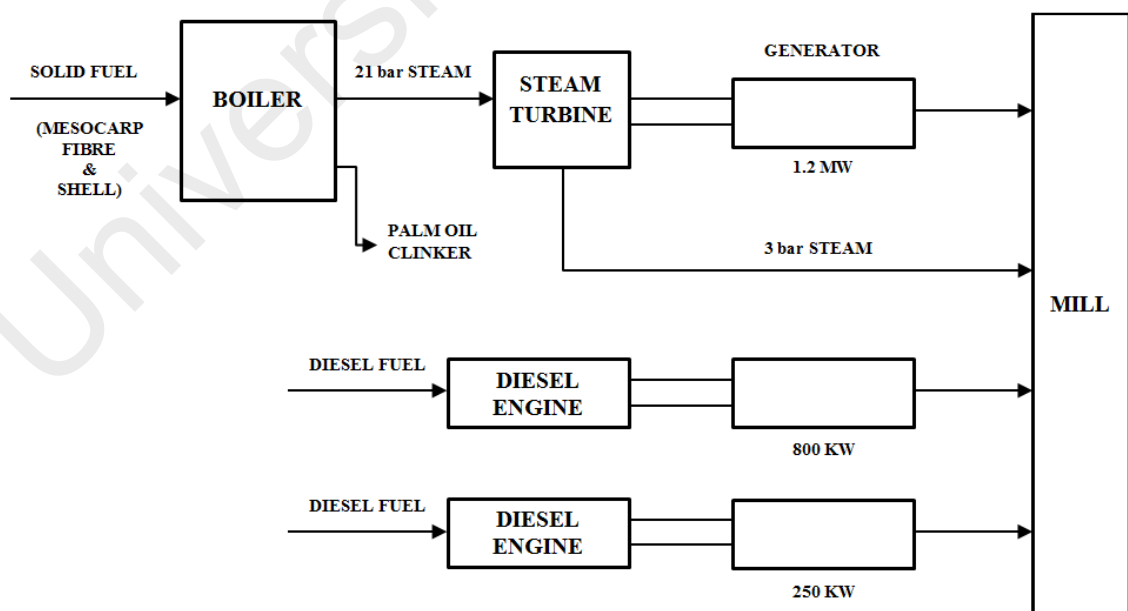 GENERATOR
SOLID FUEL
21 bar STEAM
STEAM
TURBINE
BOILER
(MESOCARP
FIBRE
&
SHELL)
1.2 MW
PALM OIL
CLINKER
3 bar STEAM
MILL
DIESEL FUEL
DIESEL
ENGINE
800 KW
DIESEL FUEL
DIESEL
ENGINE
250 KW
Universi